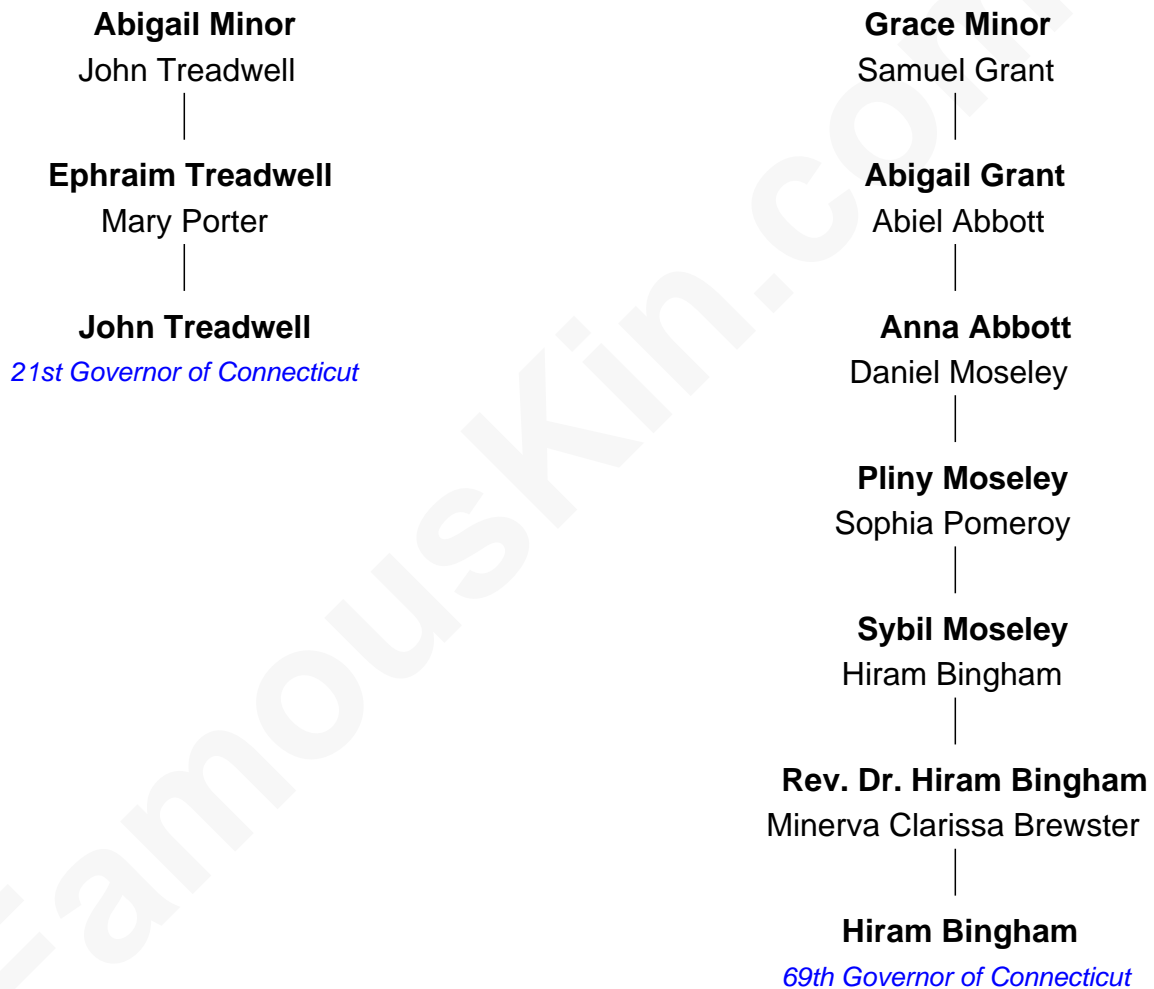 Abigail Minor
John Treadwell
Ephraim Treadwell
Mary Porter
John Treadwell
21st Governor of Connecticut
Grace Minor
Samuel Grant
Abigail Grant
Abiel Abbott
Anna Abbott
Daniel Moseley
Pliny Moseley
Sophia Pomeroy
Sybil Moseley
Hiram Bingham
Rev. Dr. Hiram Bingham
Minerva Clarissa Brewster
Hiram Bingham
69th Governor of Connecticut
FamousKin.com